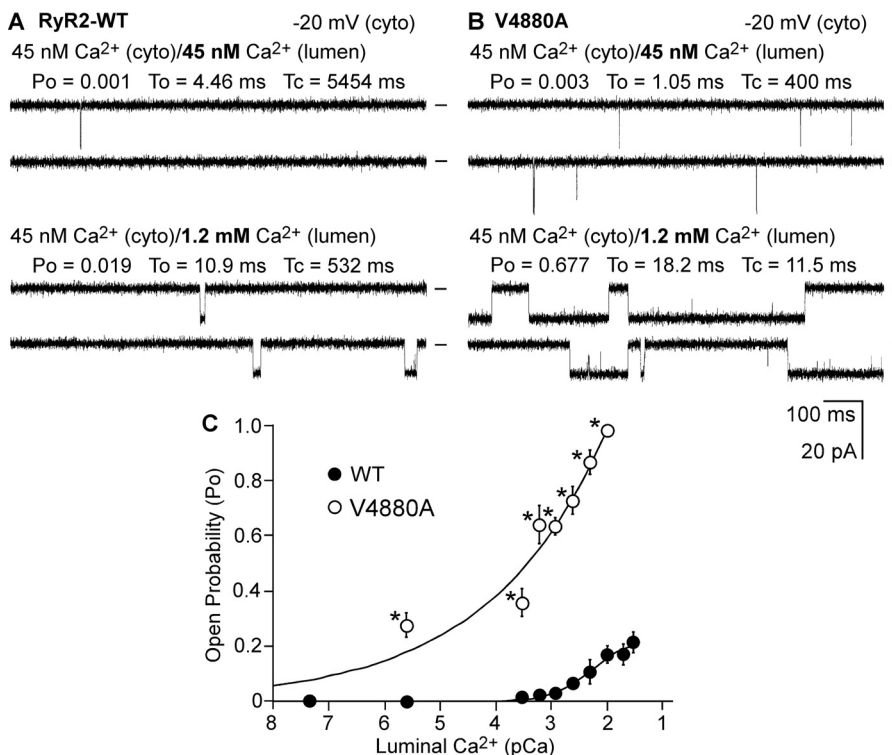 A RyR2-WT -20 mV (cyto)
45 nM Ca2+ (cyto)/45 nM Ca2+ (lumen)
Po = 0.001 To = 4.46 ms Tc = 5454 ms
45 nM Ca2+ (cyto)/1.2 mM Ca2+ (lumen)
Po = 0.019 To = 10.9 ms Tc = 532 ms
B V4880A -20 mV (cyto)
45 nM Ca2+ (cyto)/45 nM Ca2+ (lumen)
Po = 0.003 To = 1.05 ms Tc = 400 ms
45 nM Ca2+ (cyto)/1.2 mM Ca2+ (lumen)
Po = 0.677 To = 18.2 ms Tc = 11.5 ms
100 ms
20 pA
C
Open Probability (Po)
1.0
0.8
0.6
0.4
0.2
0
WT
V4880A
* * * * * * *
8 7 6 5 4 3 2 1
Luminal Ca2+ (pCa)